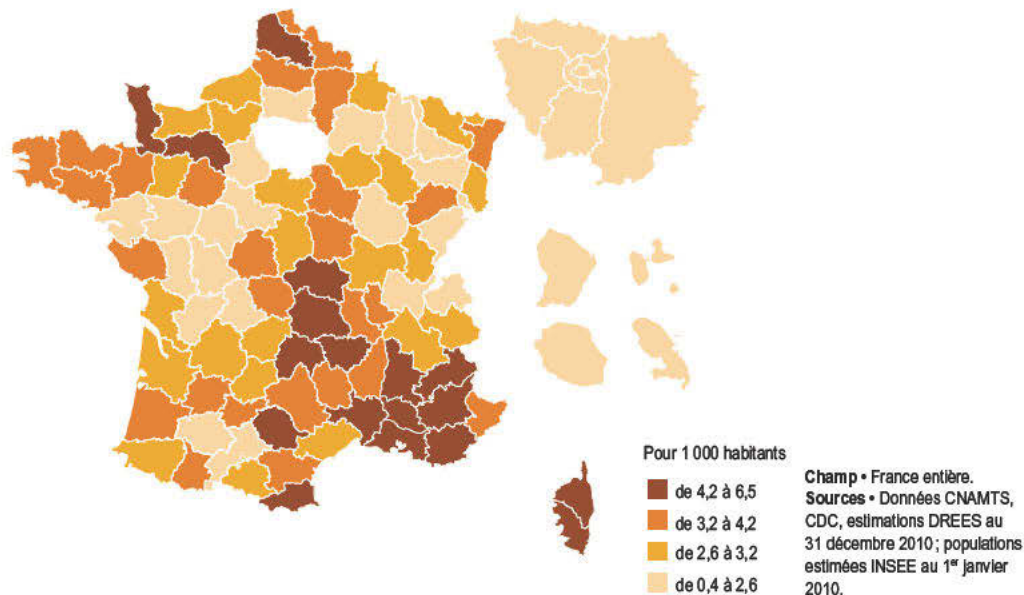 Pour 1 000 habitants
de 4,2 à 6,5
de 3,2 à 4,2
de 2,6 à 3,2
de 0,4 à 2,6
Champ • France entière.
Sources • Données CNAMTS,
CDC, estimations DREES au
31 décembre 2010 ; populations
estimées INSEE au 1er janvier
2010.